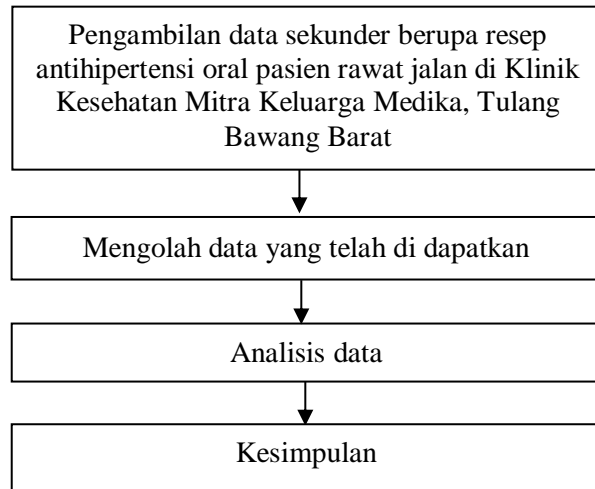 Pengambilan data sekunder berupa resep
antihipertensi oral pasien rawat jalan di Klinik
Kesehatan Mitra Keluarga Medika, Tulang
Bawang Barat
Mengolah data yang telah di dapatkan
Analisis data
Kesimpulan